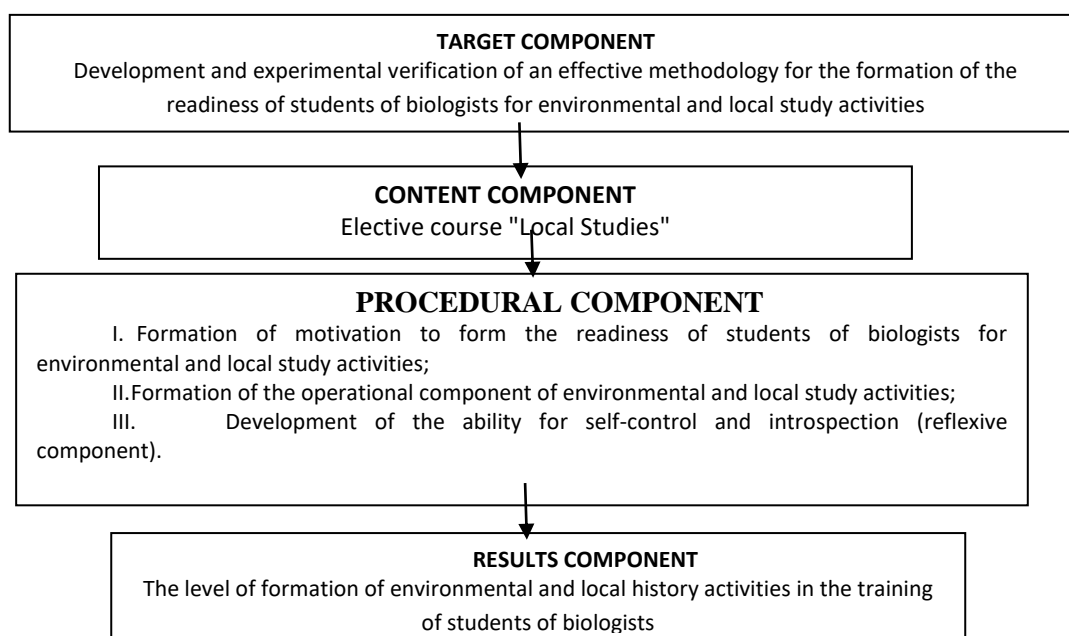 TARGET COMPONENT
Development and experimental verification of an effective methodology for the formation of the
readiness of students of biologists for environmental and local study activities
CONTENT COMPONENT
Elective course "Local Studies"
PROCEDURAL COMPONENT
I. Formation of motivation to form the readiness of students of biologists for
environmental and local study activities;
II.Formation of the operational component of environmental and local study activities;
III. Development of the ability for self-control and introspection (reflexive
component).
RESULTS COMPONENT
The level of formation of environmental and local history activities in the training
of students of biologists